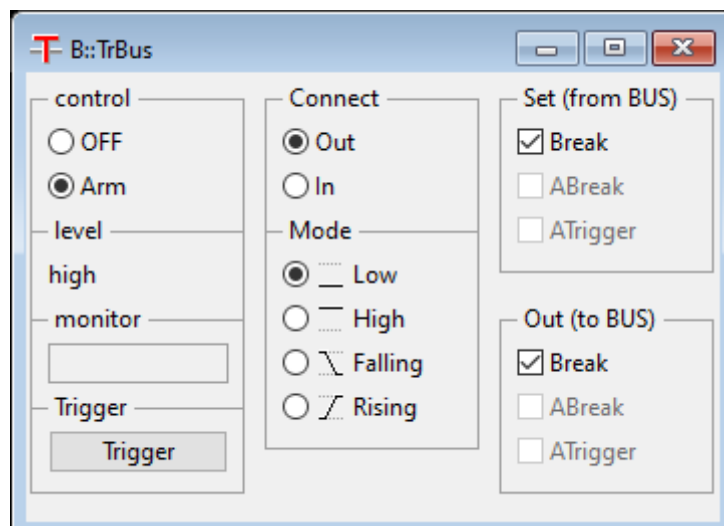 B::TrBus
control
OFF
Arm
level
high
monitor
Trigger
Trigger
Connect
Out
In
Mode
Low
High
Falling
Rising
Set (from BUS)
Break
ABreak
ATrigger
Out (to BUS)
Break
ABreak
ATrigger